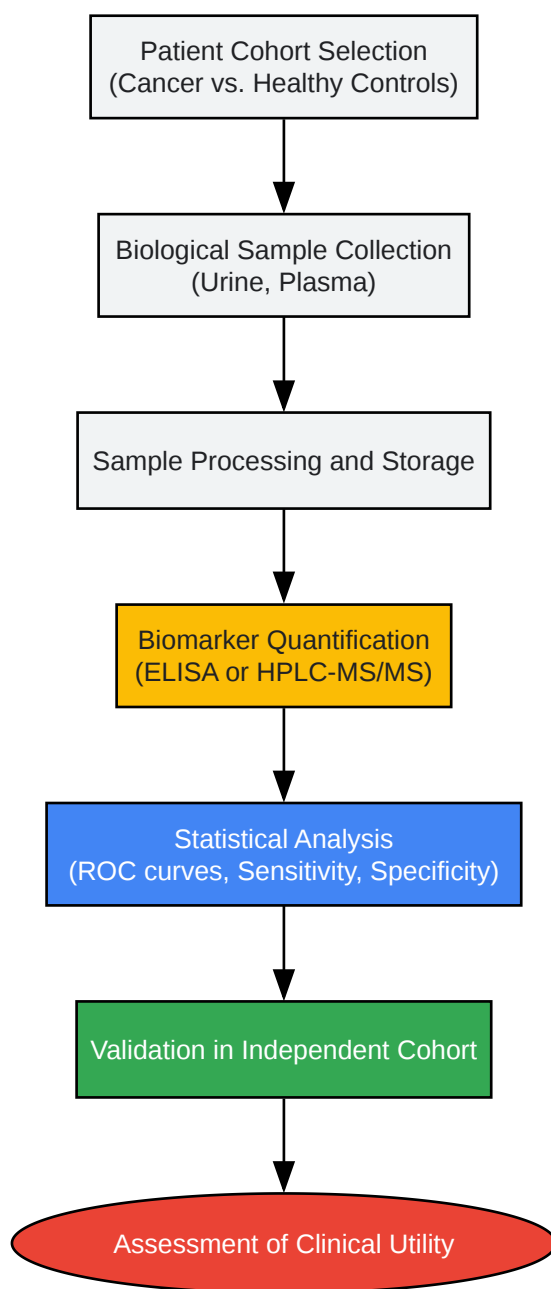 Patient Cohort Selection
(Cancer vs. Healthy Controls)
Biological Sample Collection
(Urine, Plasma)
Sample Processing and Storage
Biomarker Quantification
(ELISA or HPLC-MS/MS)
Statistical Analysis
(ROC curves, Sensitivity, Specificity)
Validation in Independent Cohort
Assessment of Clinical Utility